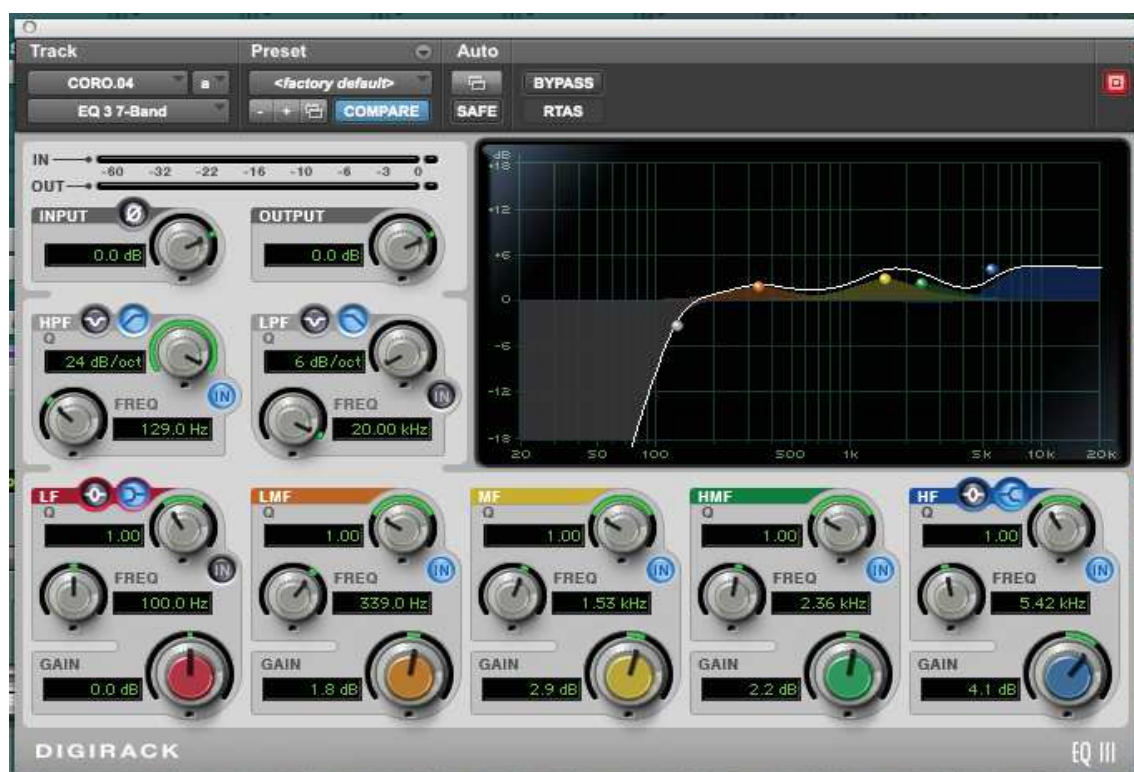 Track Preset Auto
CORO.04 a <factory default> BYPASS
EQ 3 7-Band - + COMPARE SAFE RTAS
IN
-60 -32 -22 -16 -10 -6 -3 0
OUT
INPUT Ø OUTPUT
0.0 dB 0.0 dB
HPF LPF
Q Q
24 dB/oct 6 dB/oct
IN IN
FREQ FREQ
129.0 Hz 20.00 kHz
dB
+18
+12
+6
0
-6
-12
-18
20 50 100 500 1k 5k 10k 20k
LF LMF MF HMF HF
Q Q Q Q Q
1.00 1.00 1.00 1.00 1.00
IN IN IN IN IN
FREQ FREQ FREQ FREQ FREQ
100.0 Hz 339.0 Hz 1.53 kHz 2.36 kHz 5.42 kHz
GAIN GAIN GAIN GAIN GAIN
0.0 dB 1.8 dB 2.9 dB 2.2 dB 4.1 dB
DIGIRACK EQ III